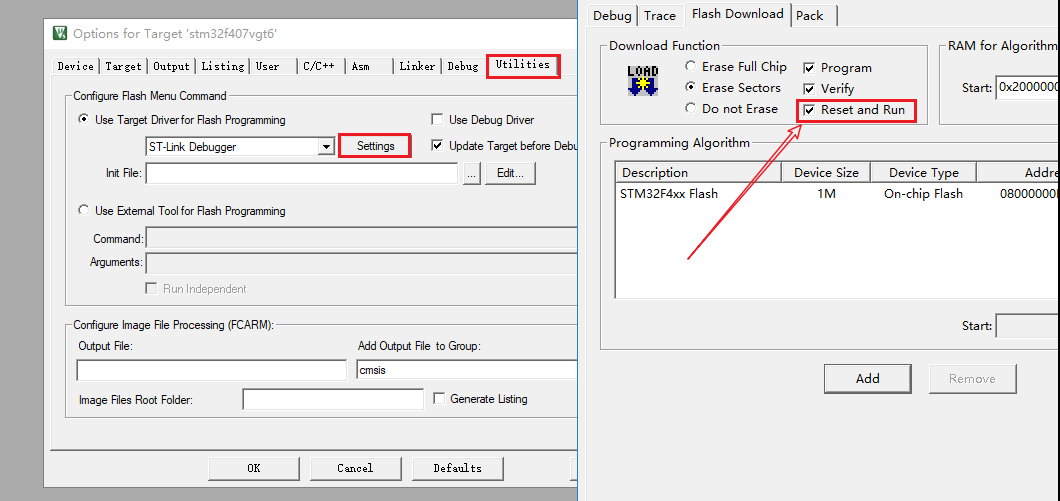 Options for Target 'stm32f407vgt6'
Device Target Output Listing User C/C++ Asm Linker Debug Utilities
Configure Flash Menu Command
Use Target Driver for Flash Programming
Use Debug Driver
ST-Link Debugger
Settings
Update Target before Debu
Init File:
...
Edit...
Use External Tool for Flash Programming
Command:
Arguments:
Run Independent
Configure Image File Processing (FCARM):
Output File:
Add Output File to Group:
cmsis
Image Files Root Folder:
Generate Listing
OK
Cancel
Defaults
Debug Trace Flash Download Pack
Download Function
LOAD
Erase Full Chip
Program
Erase Sectors
Verify
Do not Erase
Reset and Run
RAM for Algorithm
Start:
0x2000000
Programming Algorithm
Description Device Size Device Type Addre
STM32F4xx Flash 1M On-chip Flash 08000000
Start:
Add
Remove